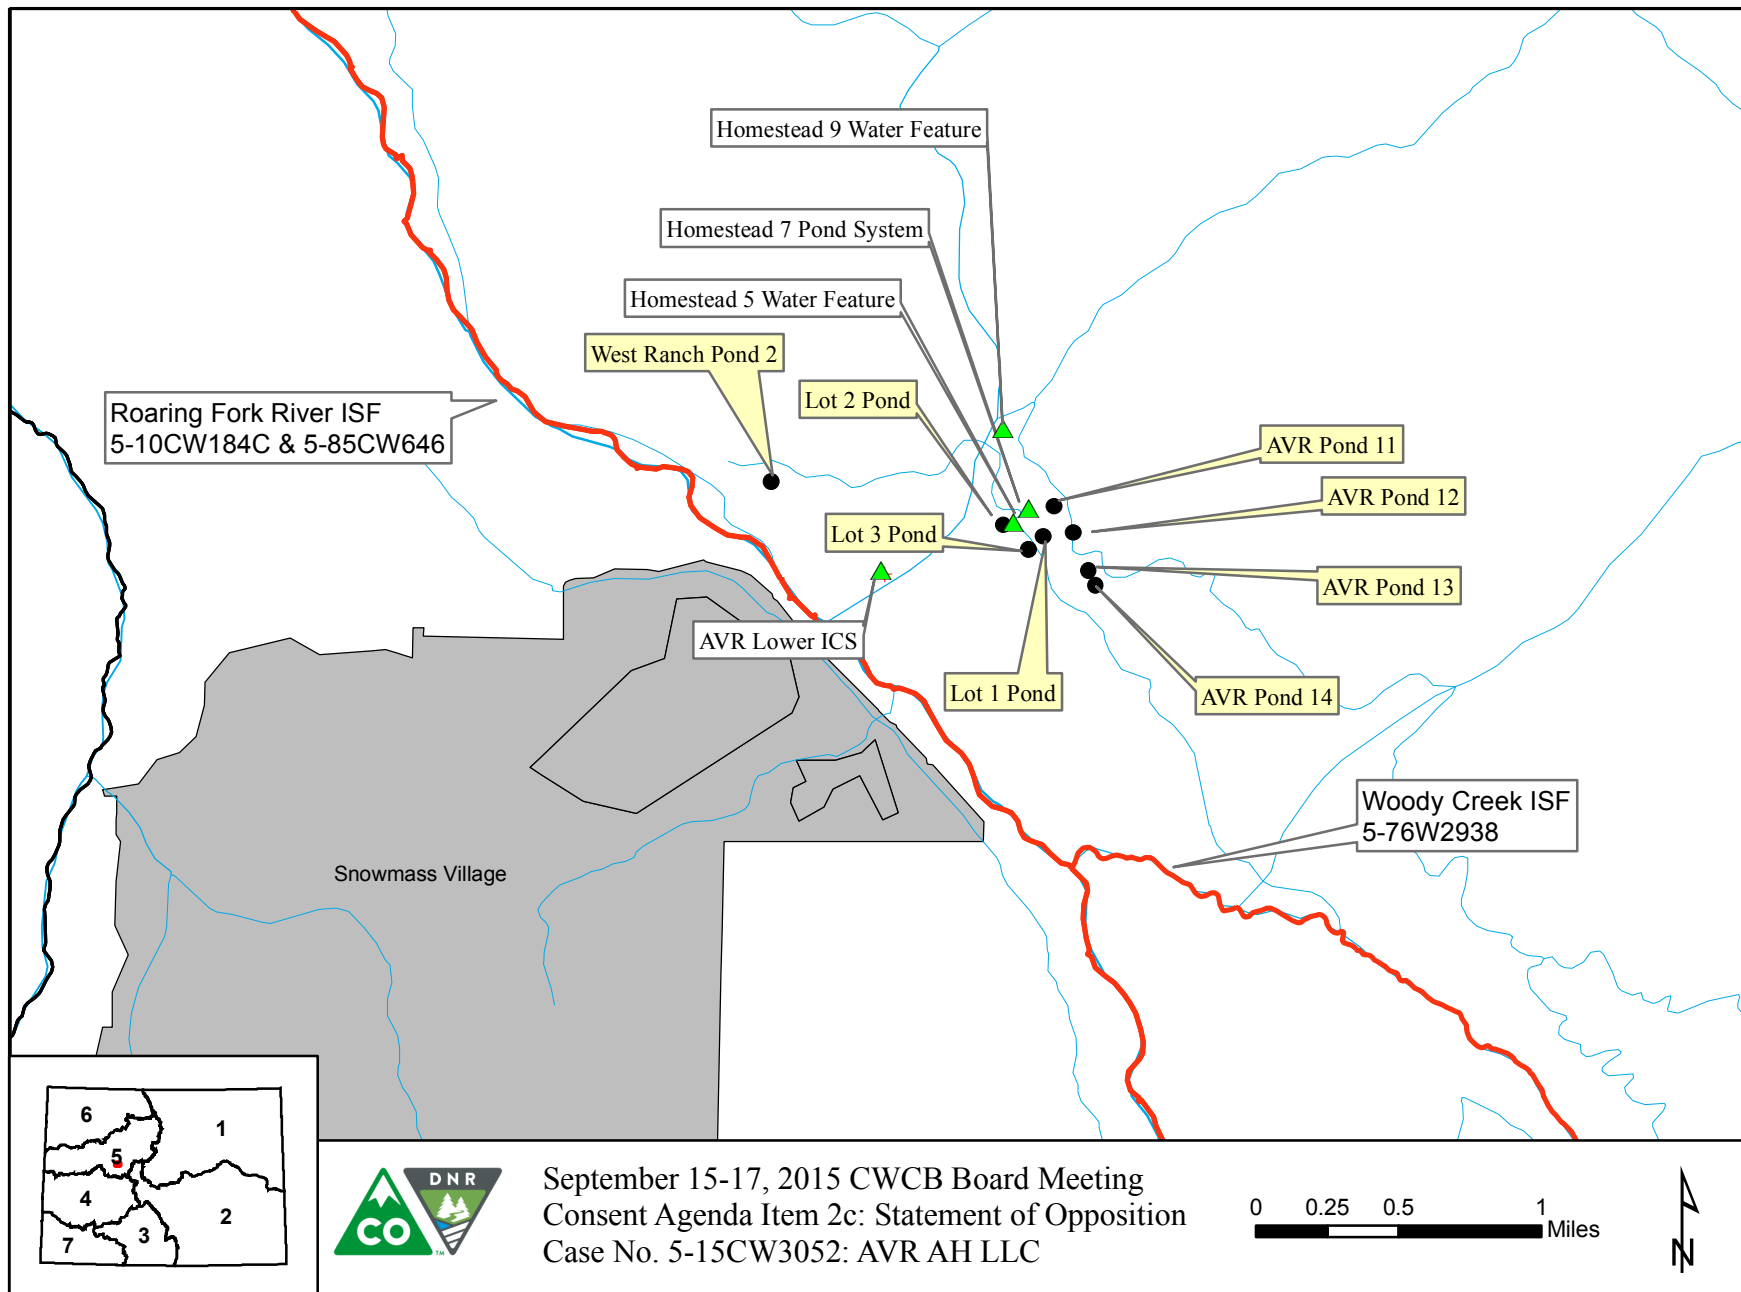 Homestead 9 Water Feature
Homestead 7 Pond System
Homestead 5 Water Feature
West Ranch Pond 2
Lot 2 Pond
Roaring Fork River ISF
5-10CW184C & 5-85CW646
AVR Pond 11
AVR Pond 12
Lot 3 Pond
AVR Pond 13
AVR Lower ICS
Lot 1 Pond
AVR Pond 14
Woody Creek ISF
5-76W2938
Snowmass Village
6
1
5
4
2
3
7
CO
TM
DNR
September 15-17, 2015 CWCB Board Meeting
Consent Agenda Item 2c: Statement of Opposition
Case No. 5-15CW3052: AVR AH LLC
0 0.25 0.5 1
Miles
N